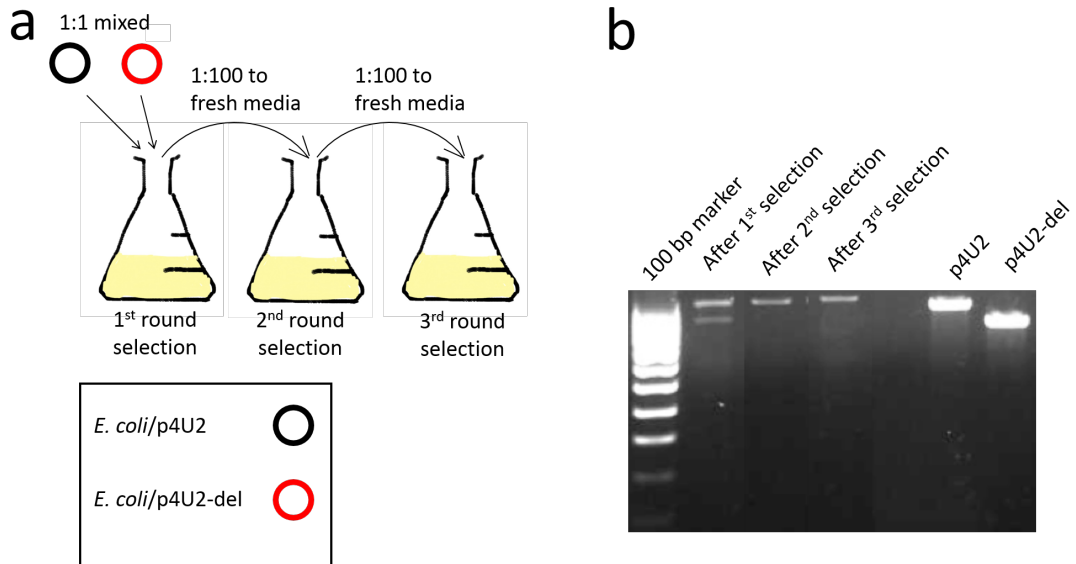 a
1:1 mixed
1:100 to
fresh media
1:100 to
fresh media
1st round
selection
2nd round
selection
3rd round
selection
E. coli/p4U2
E. coli/p4U2-del
b
100 bp marker
After 1st selection
After 2nd selection
After 3rd selection
p4U2
p4U2-del